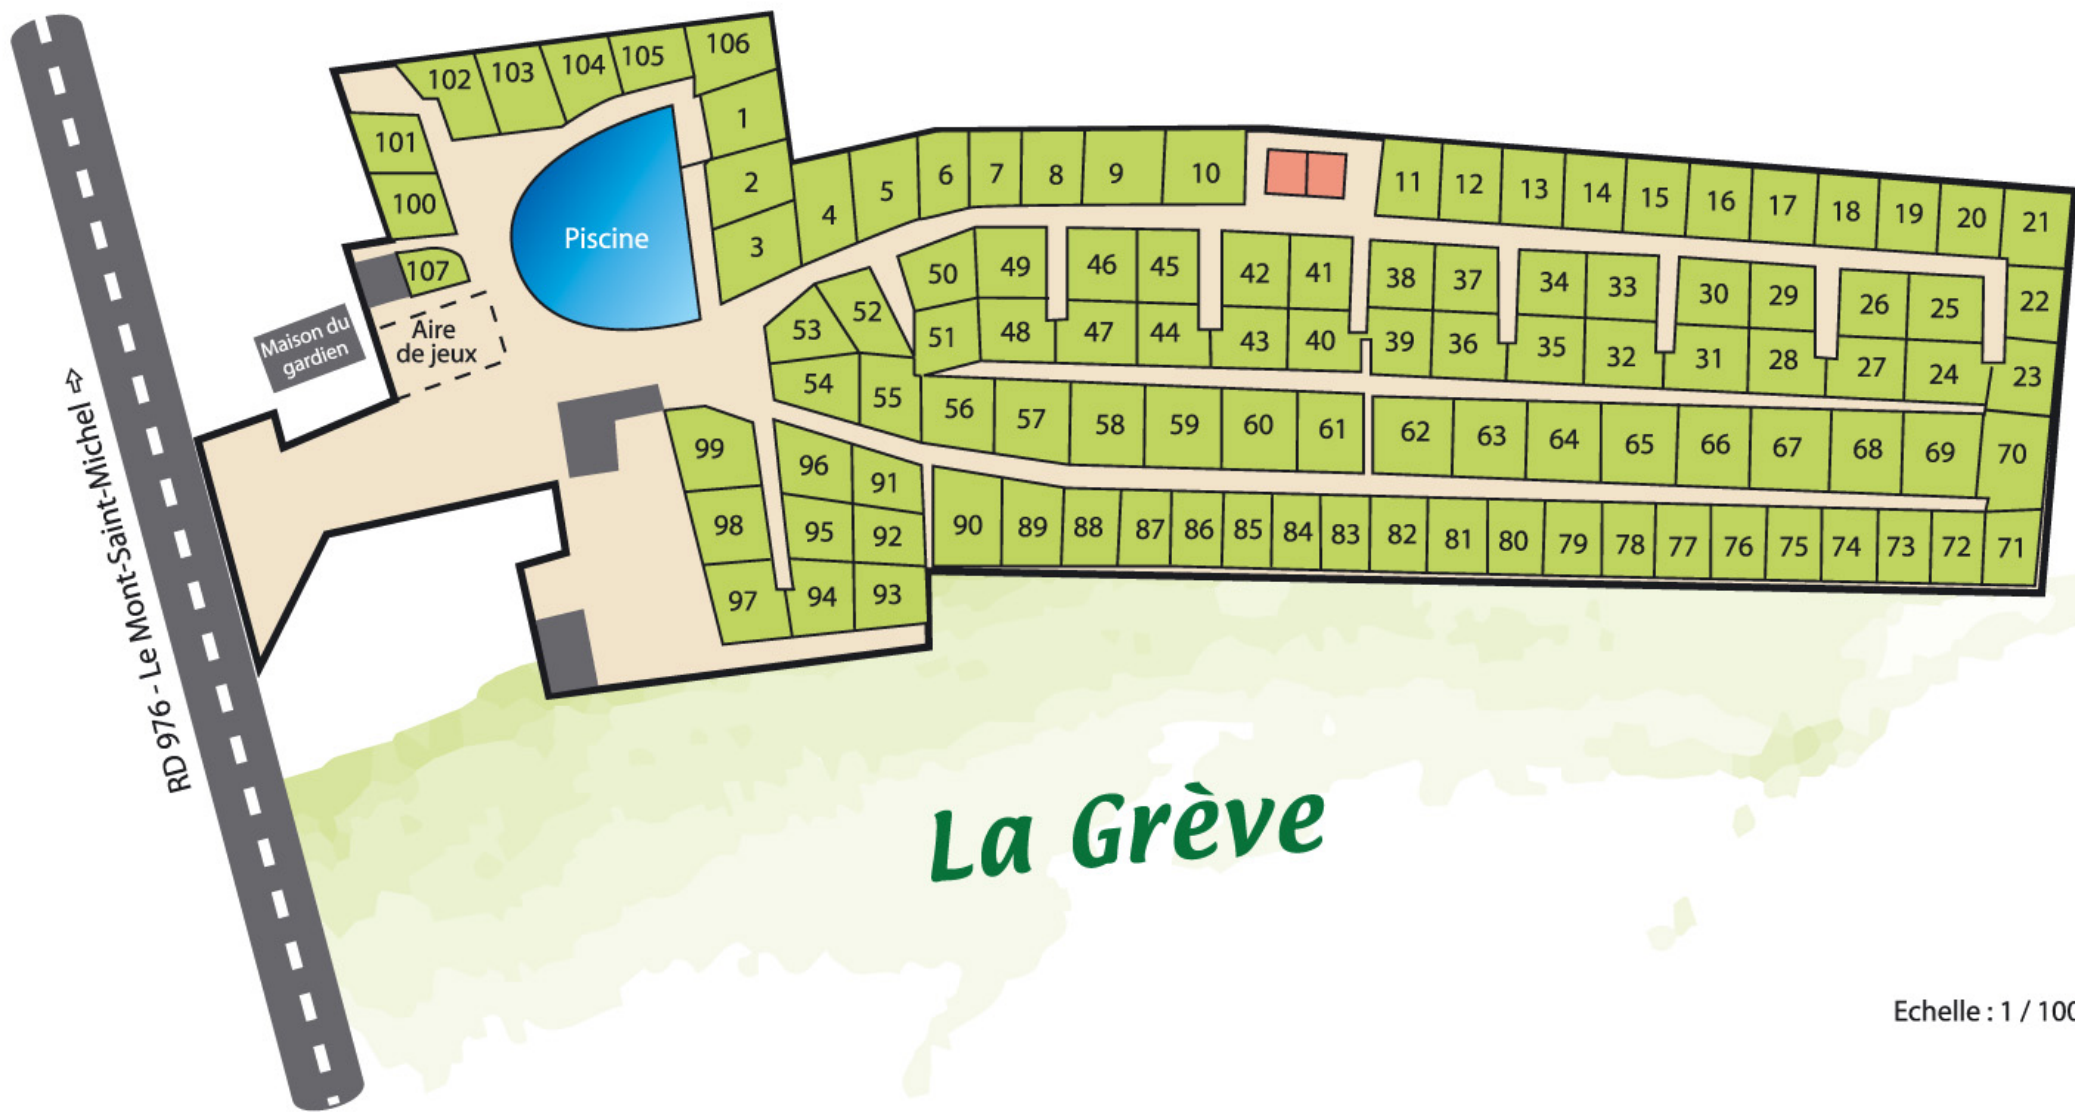 102 103 104 105 106
101 1
100 2
107 3
Piscine
Maison du
gardien
Aire
de jeux
4 5 6 7 8 9 10 11 12 13 14 15 16 17 18 19 20 21
50 49 46 45 42 41 38 37 34 33 30 29 26 25 22
53 52 51 48 47 44 43 40 39 36 35 32 31 28 27 24 23
54 55 56 57 58 59 60 61 62 63 64 65 66 67 68 69 70
99 96 91
98 95 92
97 94 93
90 89 88 87 86 85 84 83 82 81 80 79 78 77 76 75 74 73 72 71
RD 976 - Le Mont-Saint-Michel
La Grève
Echelle : 1 / 100